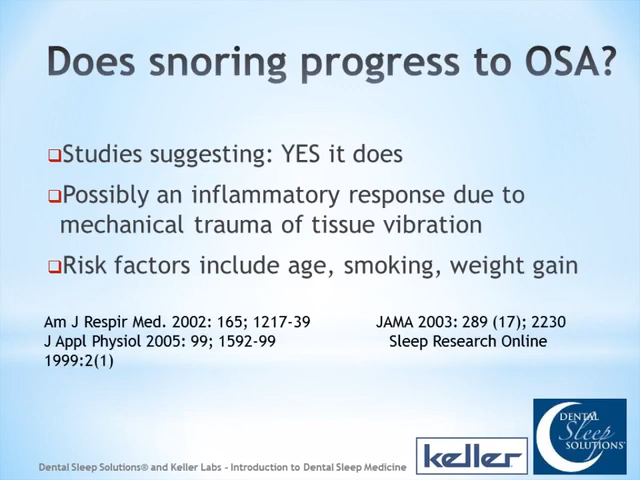 Does snoring progress to OSA?
❑Studies suggesting: YES it does
❑Possibly an inflammatory response due to
mechanical trauma of tissue vibration
❑Risk factors include age, smoking, weight gain
Am J Respir Med. 2002: 165; 1217-39 JAMA 2003: 289 (17); 2230
J Appl Physiol 2005: 99; 1592-99 Sleep Research Online
1999:2(1)
DENTAL
Sleep
SOLUTIONS
keller
Dental Sleep Solutions® and Keller Labs - Introduction to Dental Sleep Medicine